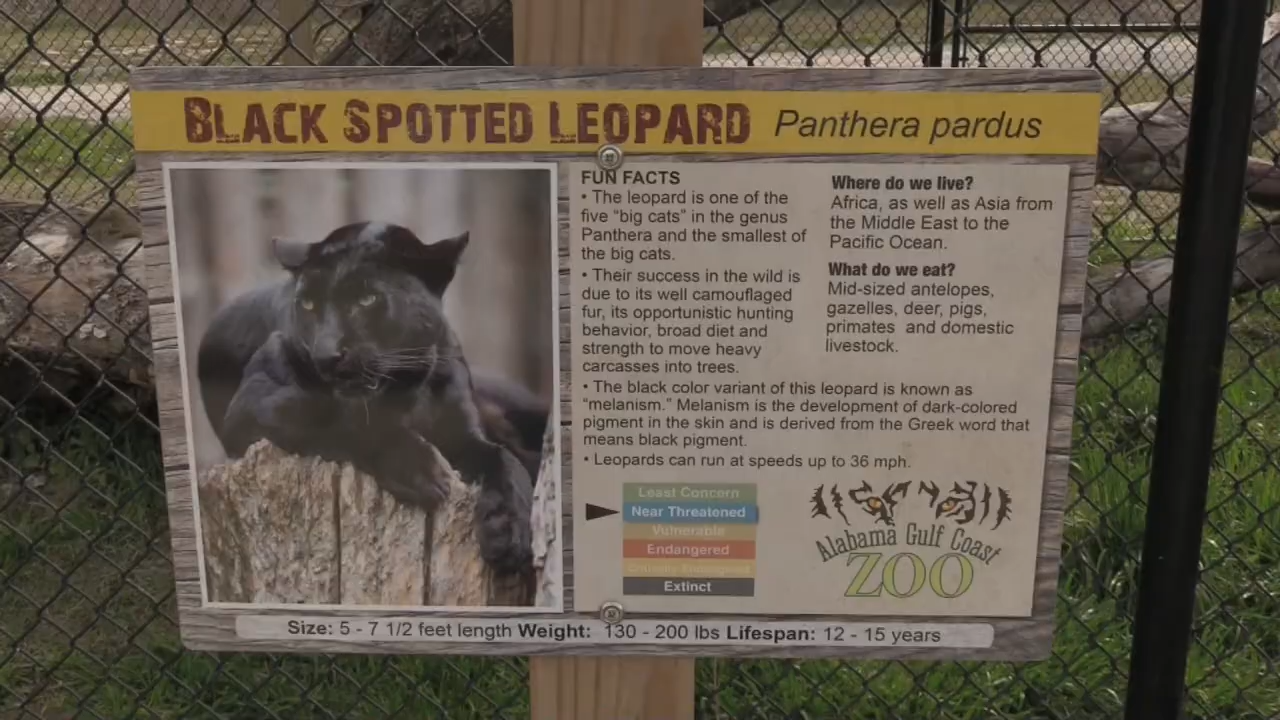 BLACK SPOTTED LEOPARD Panthera pardus
FUN FACTS
• The leopard is one of the
five "big cats" in the genus
Panthera and the smallest of
the big cats.
• Their success in the wild is
due to its well camouflaged
fur, its opportunistic hunting
behavior, broad diet and
strength to move heavy
carcasses into trees.
Where do we live?
Africa, as well as Asia from
the Middle East to the
Pacific Ocean.
What do we eat?
Mid-sized antelopes,
gazelles, deer, pigs,
primates and domestic
livestock.
• The black color variant of this leopard is known as
"melanism." Melanism is the development of dark-colored
pigment in the skin and is derived from the Greek word that
means black pigment.
• Leopards can run at speeds up to 36 mph.
Least Concern
Near Threatened
Vulnerable
Endangered
Critically Endangered
Extinct
Alabama Gulf Coast
ZOO
Size: 5 - 7 1/2 feet length Weight: 130 - 200 lbs Lifespan: 12 - 15 years